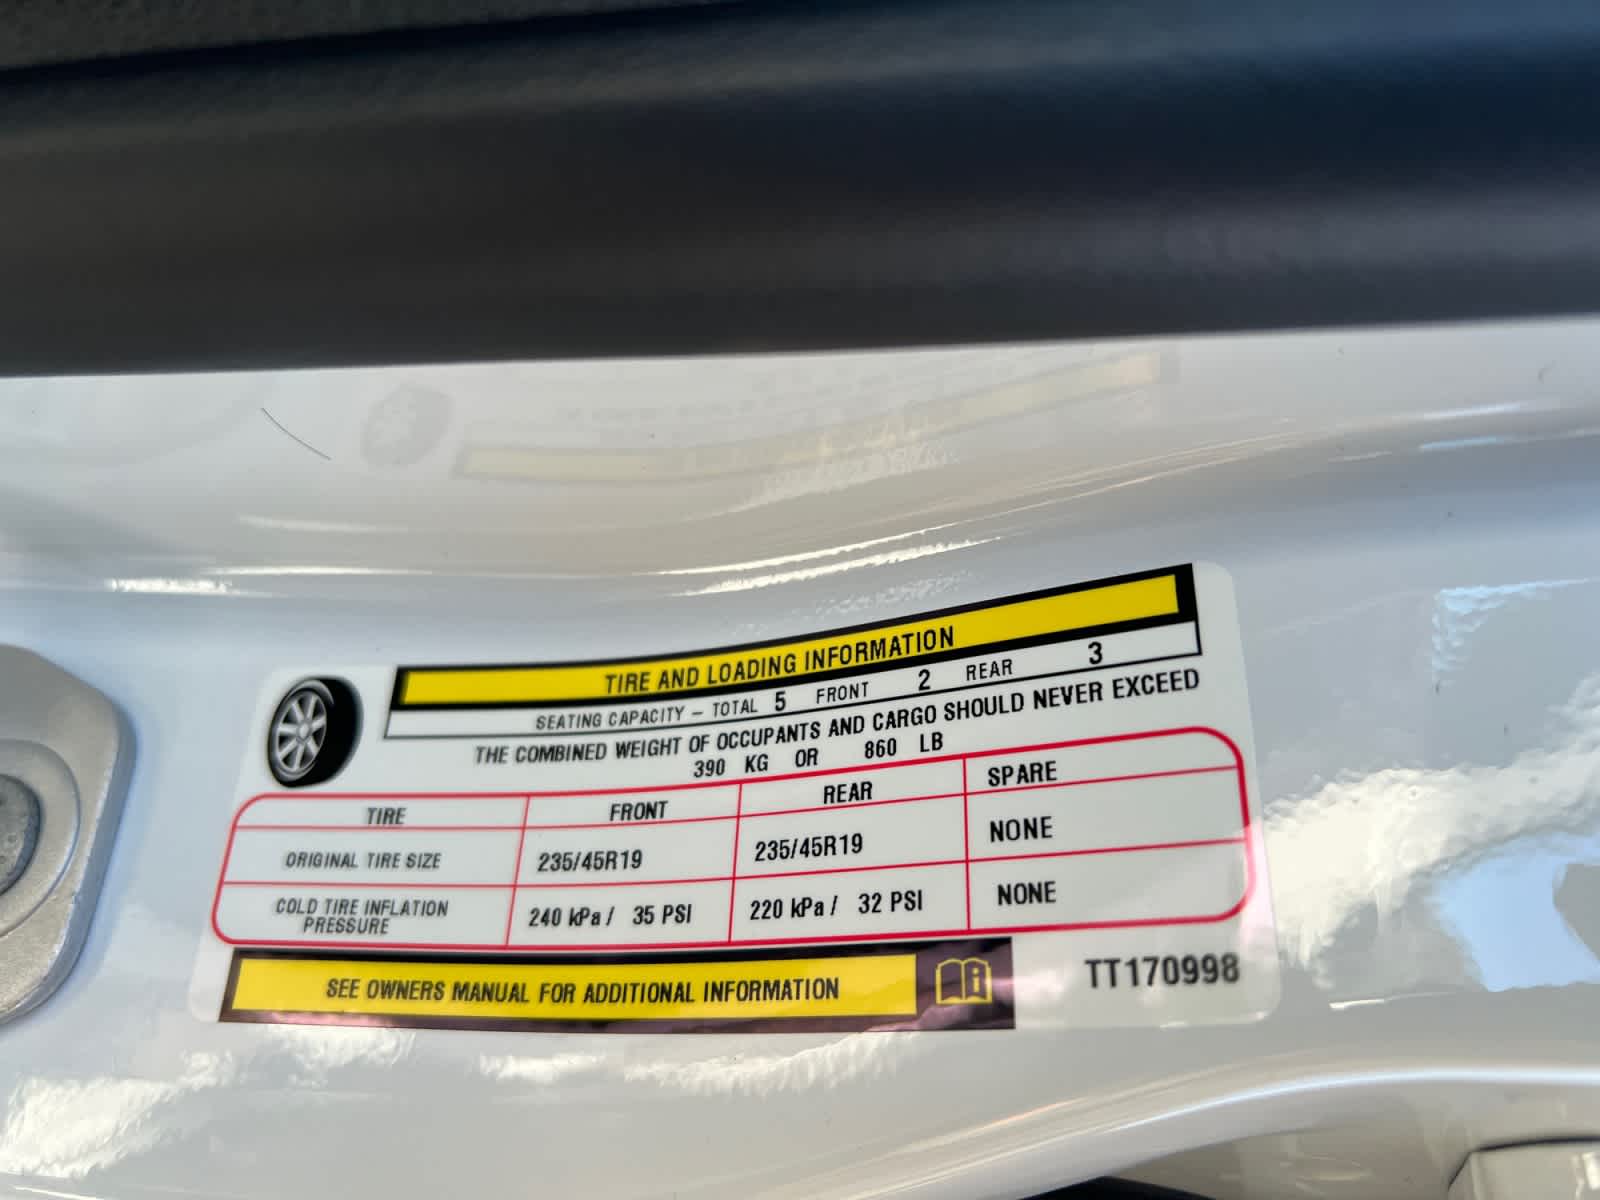 TIRE AND LOADING INFORMATION
SEATING CAPACITY – TOTAL 5 FRONT 2 REAR 3
THE COMBINED WEIGHT OF OCCUPANTS AND CARGO SHOULD NEVER EXCEED
390 KG OR 860 LB
TIRE FRONT REAR SPARE
ORIGINAL TIRE SIZE 235/45R19 235/45R19 NONE
COLD TIRE INFLATION
PRESSURE 240 kPa / 35 PSI 220 kPa / 32 PSI NONE
SEE OWNERS MANUAL FOR ADDITIONAL INFORMATION
TT170998